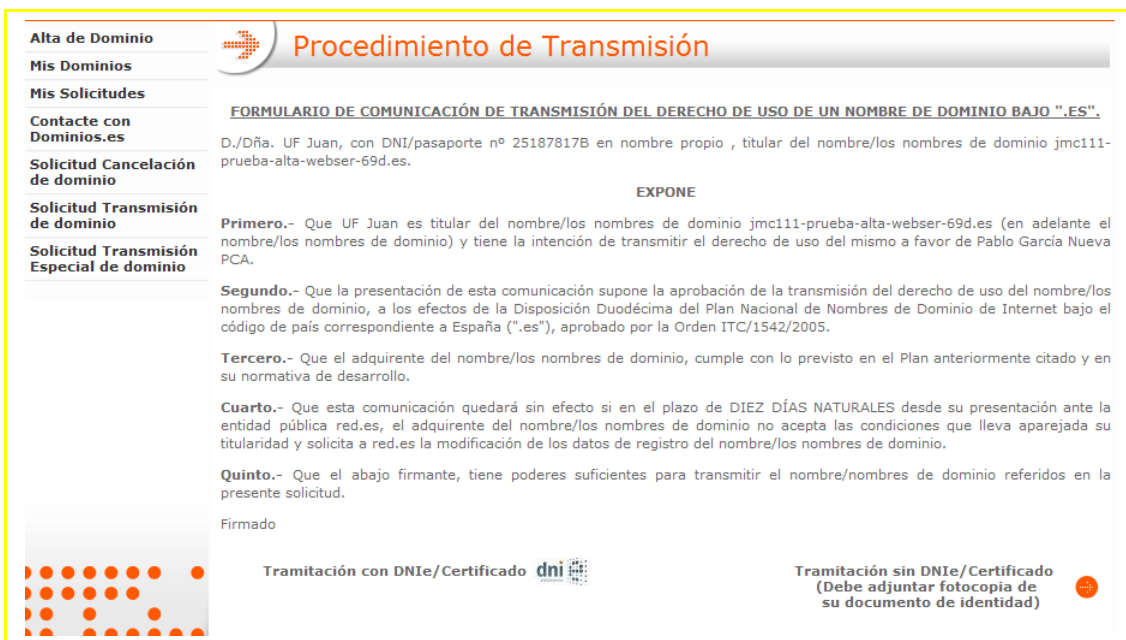 Alta de Dominio
Mis Dominios
Mis Solicitudes
Contacte con
Dominios.es
Solicitud Cancelación
de dominio
Solicitud Transmisión
de dominio
Solicitud Transmisión
Especial de dominio
Procedimiento de Transmisión
FORMULARIO DE COMUNICACIÓN DE TRANSMISIÓN DEL DERECHO DE USO DE UN NOMBRE DE DOMINIO BAJO ".ES".
D./Dña. UF Juan, con DNI/pasaporte nº 25187817B en nombre propio , titular del nombre/los nombres de dominio jmc111-
prueba-alta-webser-69d.es.
EXPONE
Primero.- Que UF Juan es titular del nombre/los nombres de dominio jmc111-prueba-alta-webser-69d.es (en adelante el
nombre/los nombres de dominio) y tiene la intención de transmitir el derecho de uso del mismo a favor de Pablo García Nueva
PCA.
Segundo.- Que la presentación de esta comunicación supone la aprobación de la transmisión del derecho de uso del nombre/los
nombres de dominio, a los efectos de la Disposición Duodécima del Plan Nacional de Nombres de Dominio de Internet bajo el
código de país correspondiente a España (".es"), aprobado por la Orden ITC/1542/2005.
Tercero.- Que el adquirente del nombre/los nombres de dominio, cumple con lo previsto en el Plan anteriormente citado y en
su normativa de desarrollo.
Cuarto.- Que esta comunicación quedará sin efecto si en el plazo de DIEZ DÍAS NATURALES desde su presentación ante la
entidad pública red.es, el adquirente del nombre/los nombres de dominio no acepta las condiciones que lleva aparejada su
titularidad y solicita a red.es la modificación de los datos de registro del nombre/los nombres de dominio.
Quinto.- Que el abajo firmante, tiene poderes suficientes para transmitir el nombre/nombres de dominio referidos en la
presente solicitud.
Firmado
Tramitación con DNIe/Certificado dni
Tramitación sin DNIe/Certificado
(Debe adjuntar fotocopia de
su documento de identidad)